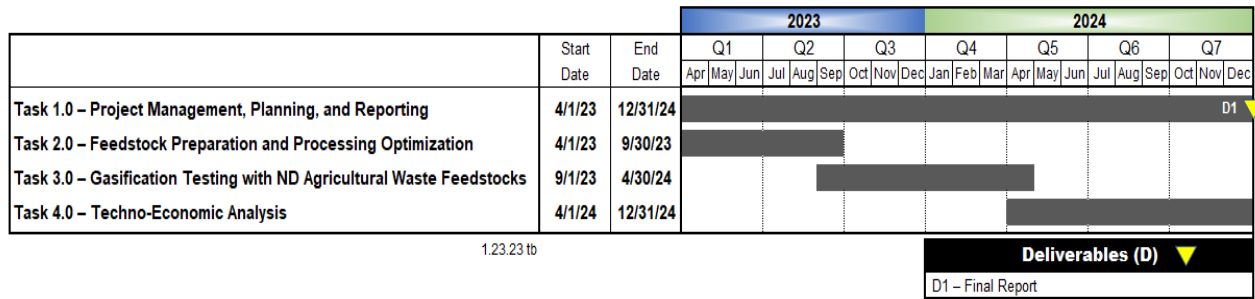 2023 2024
Start End Q1 Q2 Q3 Q4 Q5 Q6 Q7
Date Date Apr May Jun Jul Aug Sep Oct Nov Dec Jan Feb Mar Apr May Jun Jul Aug Sep Oct Nov Dec
Task 1.0 – Project Management, Planning, and Reporting 4/1/23 12/31/24 D1
Task 2.0 – Feedstock Preparation and Processing Optimization 4/1/23 9/30/23
Task 3.0 – Gasification Testing with ND Agricultural Waste Feedstocks 9/1/23 4/30/24
Task 4.0 – Techno-Economic Analysis 4/1/24 12/31/24
1.23.23 tb
Deliverables (D)
D1 – Final Report